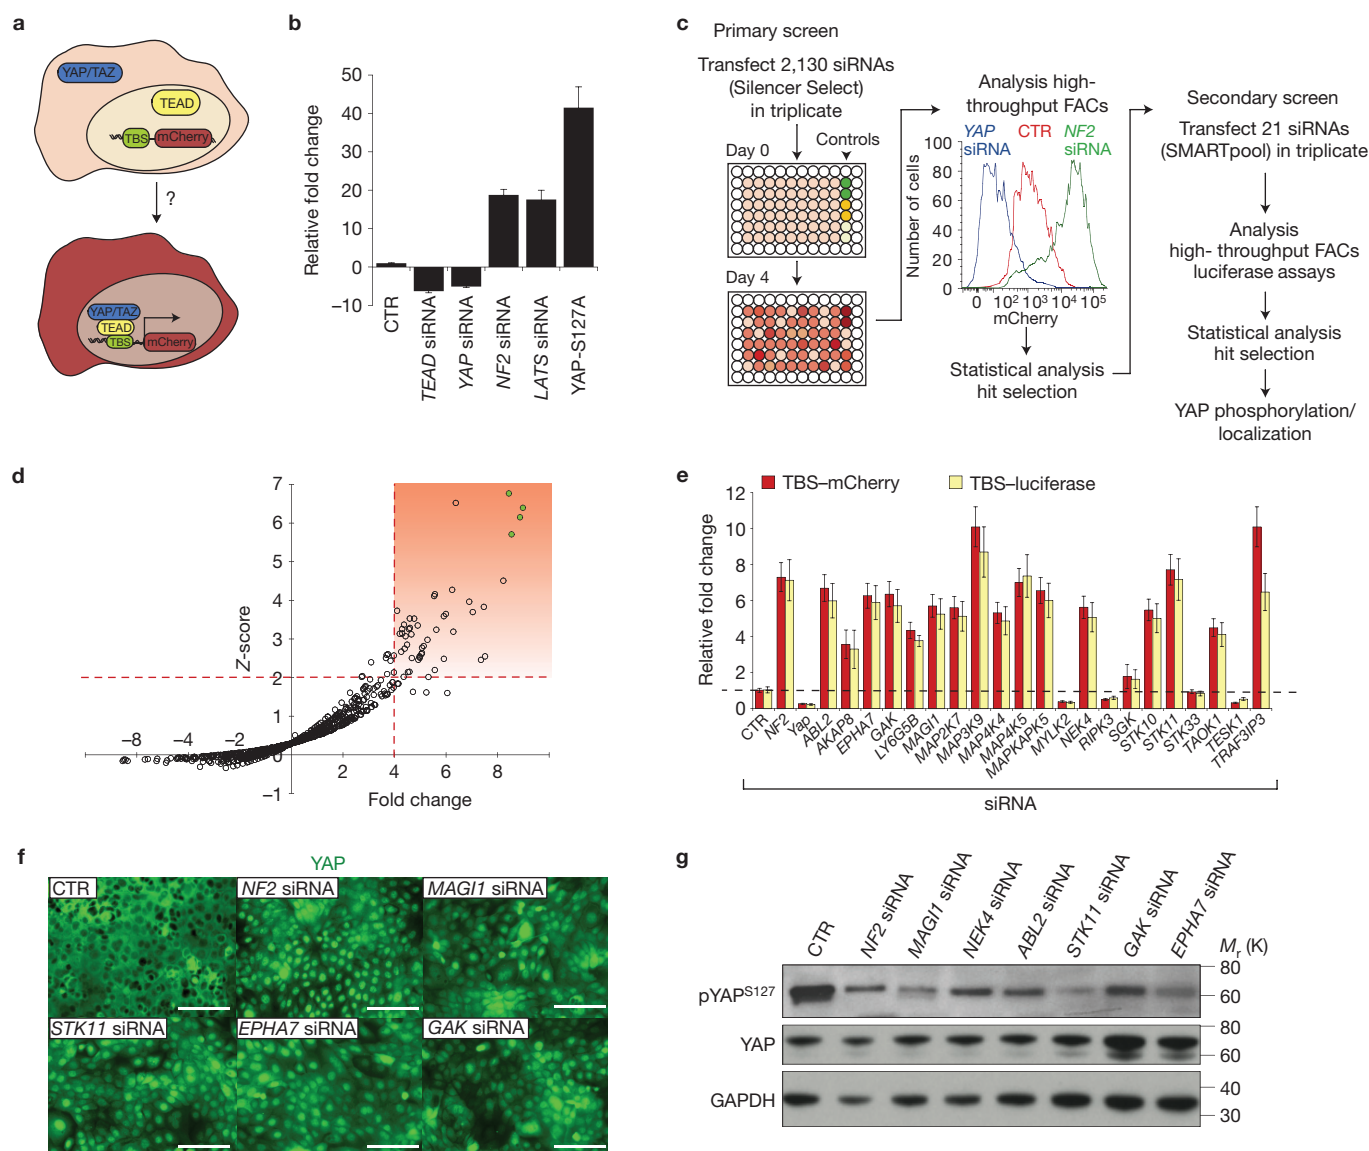 a
YAP/TAZ
TEAD
TBS
mCherry
?
YAP/TAZ
TEAD
TBS
mCherry
b
Relative fold change
50
40
30
20
10
0
−10
CTR
TEAD siRNA
YAP siRNA
NF2 siRNA
LATS siRNA
YAP-S127A
c
Primary screen
Transfect 2,130 siRNAs
(Silencer Select)
in triplicate
Day 0
Controls
Day 4
Analysis high-
throughput FACs
YAP
siRNA
CTR
NF2
siRNA
Number of cells
100
80
60
40
20
0
0
10²
10³
10⁴
10⁵
mCherry
Statistical analysis
hit selection
Secondary screen
Transfect 21 siRNAs
(SMARTpool) in triplicate
Analysis
high- throughput FACs
luciferase assays
Statistical analysis
hit selection
YAP phosphorylation/
localization
d
Z-score
7
6
5
4
3
2
1
0
−1
−8
−6
−4
−2
2
4
6
8
Fold change
e
TBS–mCherry
TBS–luciferase
Relative fold change
12
10
8
6
4
2
0
CTR
NF2
Yap
ABL2
AKAP8
EPHA7
GAK
LY6G5B
MAGI1
MAP2K7
MAP3K9
MAP4K4
MAP4K5
MAPKAPK5
MYLK2
NEK4
RIPK3
SGK
STK10
STK11
STK33
TAOK1
TESK1
TRAF3IP3
siRNA
f
YAP
CTR
NF2 siRNA
MAGI1 siRNA
STK11 siRNA
EPHA7 siRNA
GAK siRNA
g
CTR
NF2 siRNA
MAGI1 siRNA
NEK4 siRNA
ABL2 siRNA
STK11 siRNA
GAK siRNA
EPHA7 siRNA
Mr (K)
pYAPS127
80
60
YAP
80
60
GAPDH
40
30